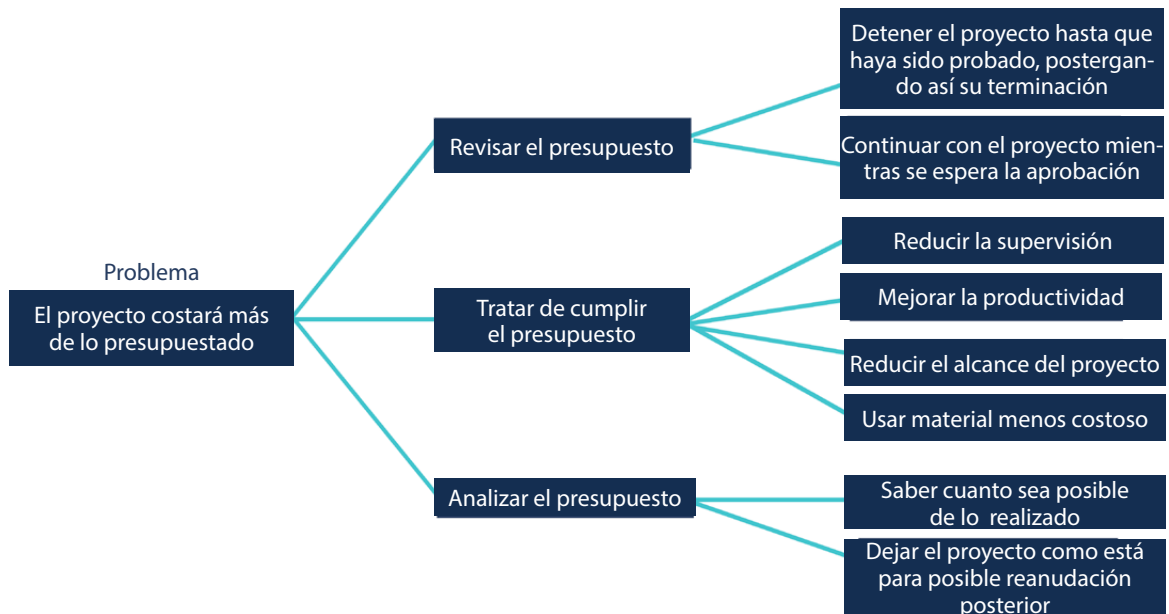 Problema
El proyecto costará más
de lo presupuestado
Revisar el presupuesto
Detener el proyecto hasta que
haya sido probado, postergan-
do así su terminación
Continuar con el proyecto mien-
tras se espera la aprobación
Tratar de cumplir
el presupuesto
Reducir la supervisión
Mejorar la productividad
Reducir el alcance del proyecto
Usar material menos costoso
Analizar el presupuesto
Saber cuanto sea posible
de lo realizado
Dejar el proyecto como está
para posible reanudación
posterior